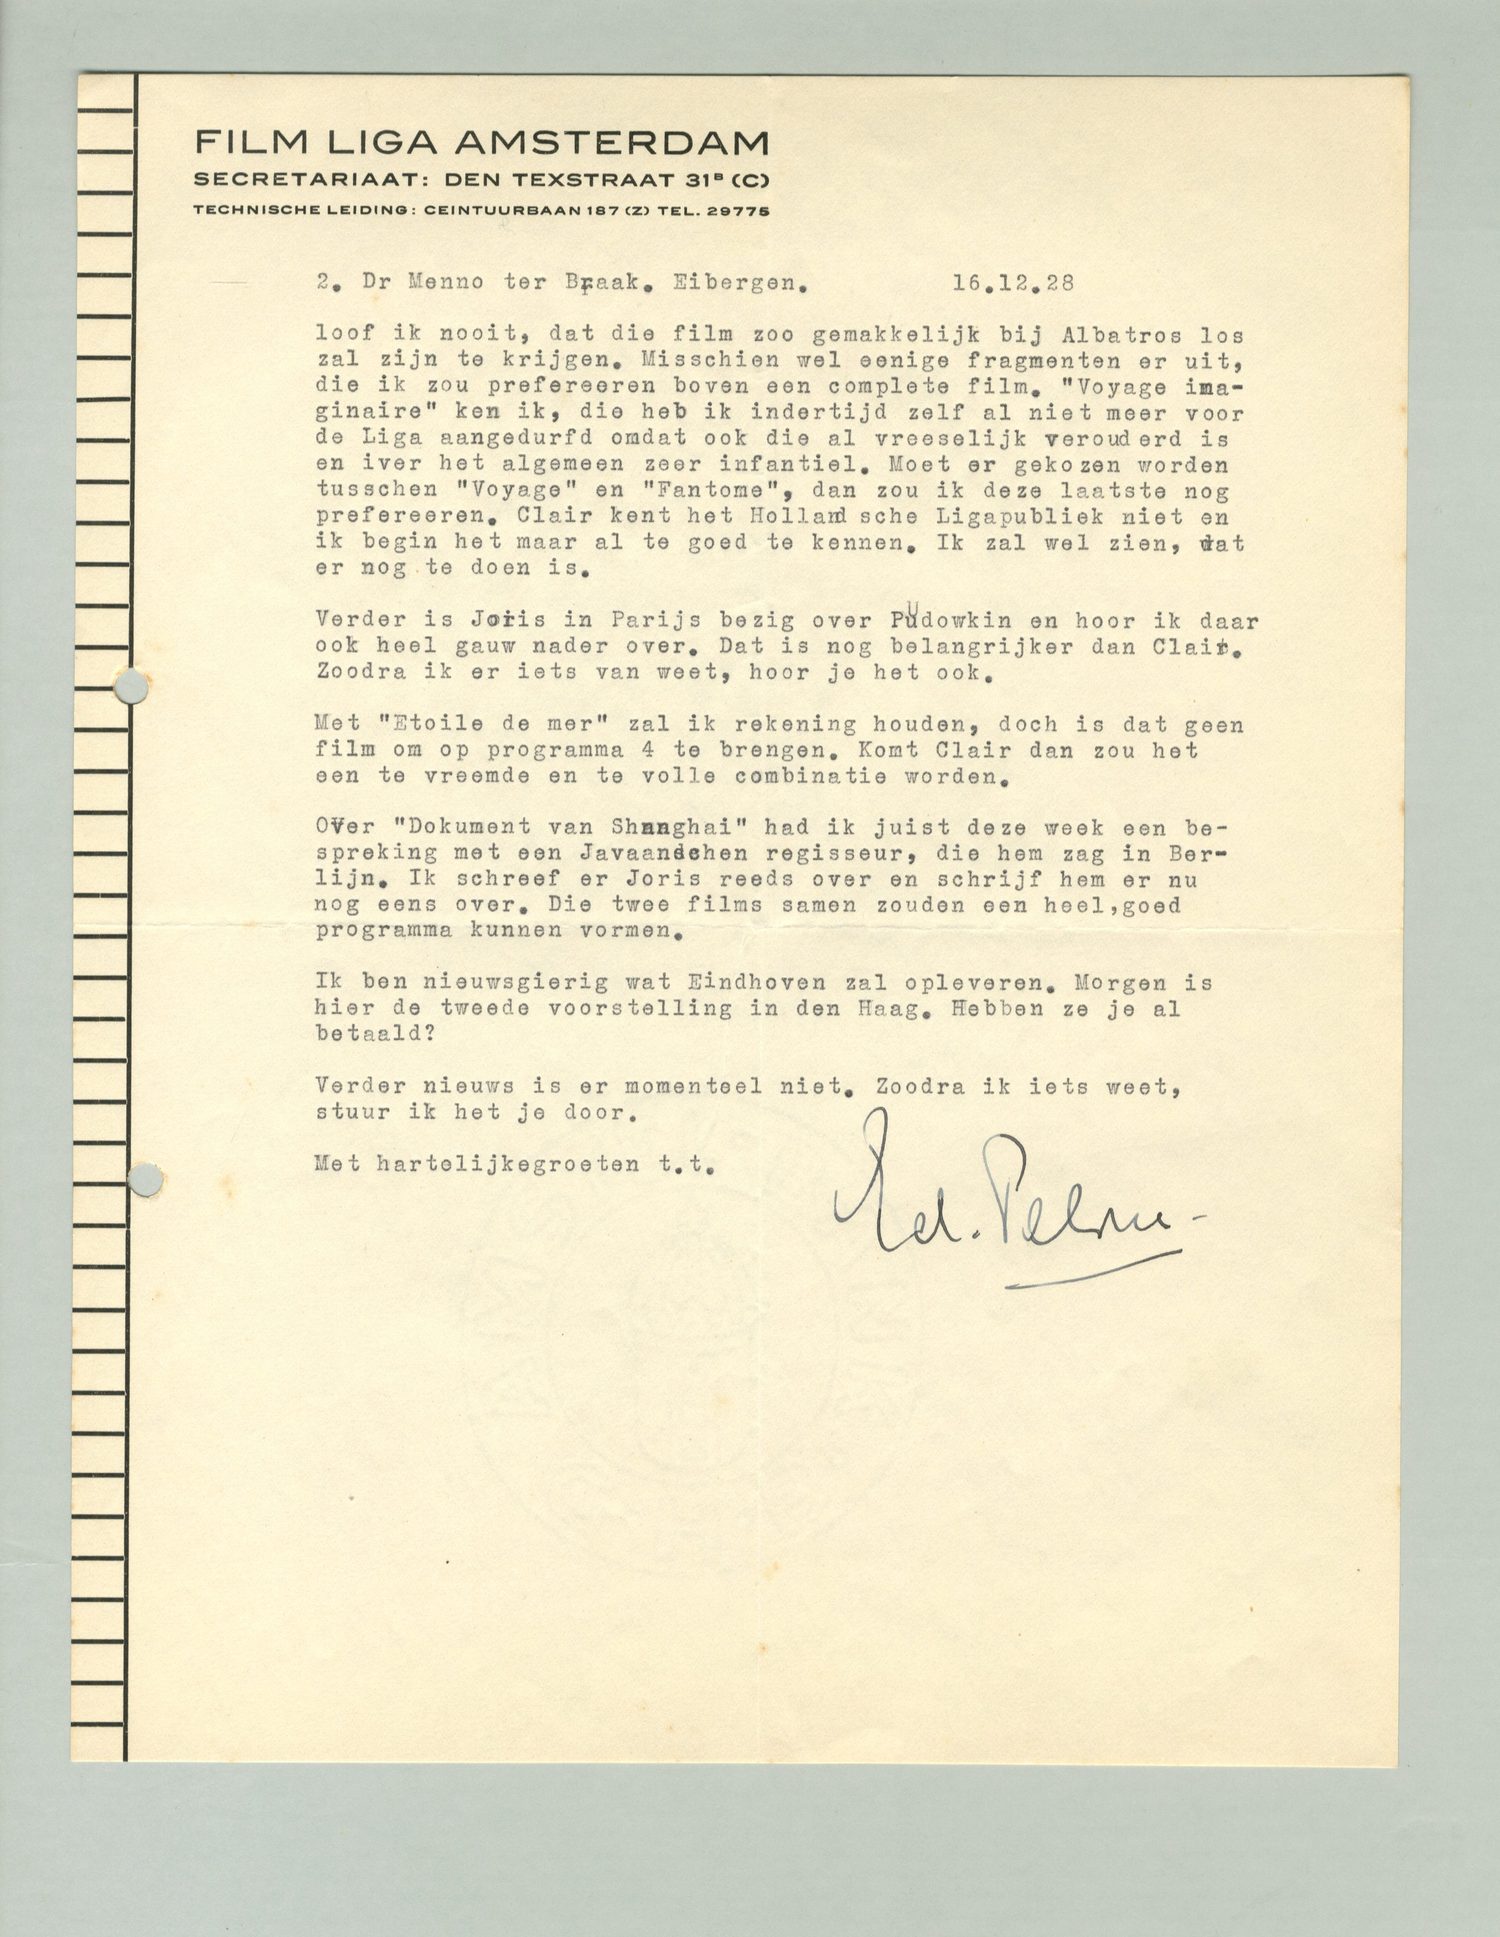 FILM LIGA AMSTERDAM
SECRETARIAAT: DEN TEXSTRAAT 31ᴮ (C)
TECHNISCHE LEIDING: CEINTUURBAAN 187 (Z) TEL. 29775
2. Dr Menno ter Braak. Eibergen. 16.12.28
loof ik nooit, dat die film zoo gemakkelijk bij Albatros los
zal zijn te krijgen. Misschien wel eenige fragmenten er uit,
die ik zou prefereeren boven een complete film. "Voyage ima-
ginaire" ken ik, die heb ik indertijd zelf al niet meer voor
de Liga aangedurfd omdat ook die al vreeselijk verouderd is
en iver het algemeen zeer infantiel. Moet er gekozen worden
tusschen "Voyage" en "Fantome", dan zou ik deze laatste nog
prefereeren. Clair kent het Holland sche Ligapubliek niet en
ik begin het maar al te goed te kennen. Ik zal wel zien, wat
er nog te doen is.
Verder is Joris in Parijs bezig over Pudowkin en hoor ik daar
ook heel gauw nader over. Dat is nog belangrijker dan Clair.
Zoodra ik er iets van weet, hoor je het ook.
Met "Etoile de mer" zal ik rekening houden, doch is dat geen
film om op programma 4 te brengen. Komt Clair dan zou het
een te vreemde en te volle combinatie worden.
Over "Dokument van Shanghai" had ik juist deze week een be-
spreking met een Javaanschen regisseur, die hem zag in Ber-
lijn. Ik schreef er Joris reeds over en schrijf hem er nu
nog eens over. Die twee films samen zouden een heel,goed
programma kunnen vormen.
Ik ben nieuwsgierig wat Eindhoven zal opleveren. Morgen is
hier de tweede voorstelling in den Haag. Hebben ze je al
betaald?
Verder nieuws is er momenteel niet. Zoodra ik iets weet,
stuur ik het je door.
Met hartelijkegroeten t.t.
Ed. Pelm-